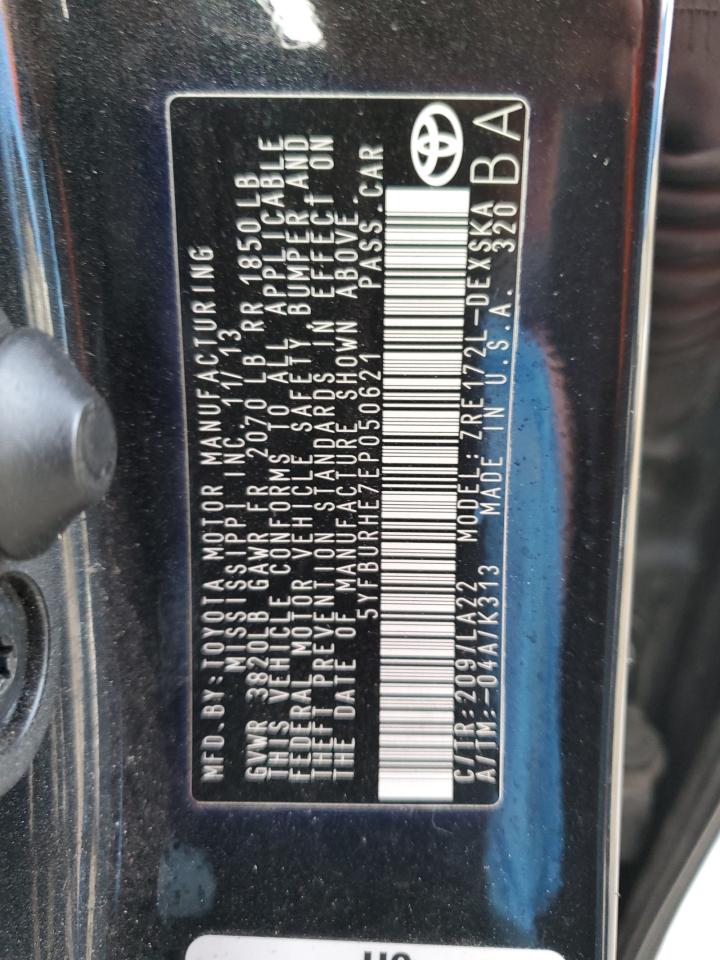 MFD.BY:TOYOTA MOTOR MANUFACTURING
MISSISSIPPI INC. 11/13
GVWR 3820LB GAWR FR 2070 LB RR 1850 LB
THIS VEHICLE CONFORMS TO ALL APPLICABLE
FEDERAL MOTOR VEHICLE SAFETY, BUMPER,AND
THEFT PREVENTION STANDARDS IN EFFECT ON
THE DATE OF MANUFACTURE SHOWN ABOVE.
5YFBURHE7EP050621 PASS.CAR
C/TR:209/LA22 MODEL:ZRE172L-DEXSKA
A/TM:-04A/K313 MADE IN U.S.A. 320
BA